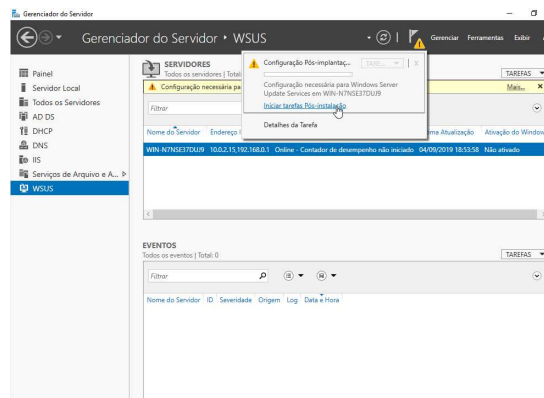 Gerenciador do Servidor
Gerenciador do Servidor • WSUS
Gerenciar Ferramentas Exibir
Painel
Servidor Local
Todos os Servidores
AD DS
DHCP
DNS
IIS
Serviços de Arquivo e A...
WSUS
SERVIDORES
Todos os servidores | Total:
TAREFAS
Configuração necessária pa
Mais...
Filtrar
Configuração Pós-implantaç...
TARE...
X
Configuração necessária para Windows Server
Update Services em WIN-N7NSE37DUJ9
Iniciar tarefas Pós-instalação
Detalhes da Tarefa
Nome do Servidor Endereço ma Atualização Ativação do Window
WIN-N7NSE37DUJ9 10.0.2.15,192.168.0.1 Online - Contador de desempenho não iniciado 04/09/2019 18:53:58 Não ativado
EVENTOS
Todos os eventos | Total: 0
TAREFAS
Filtrar
Nome do Servidor ID Severidade Origem Log Data e Hora